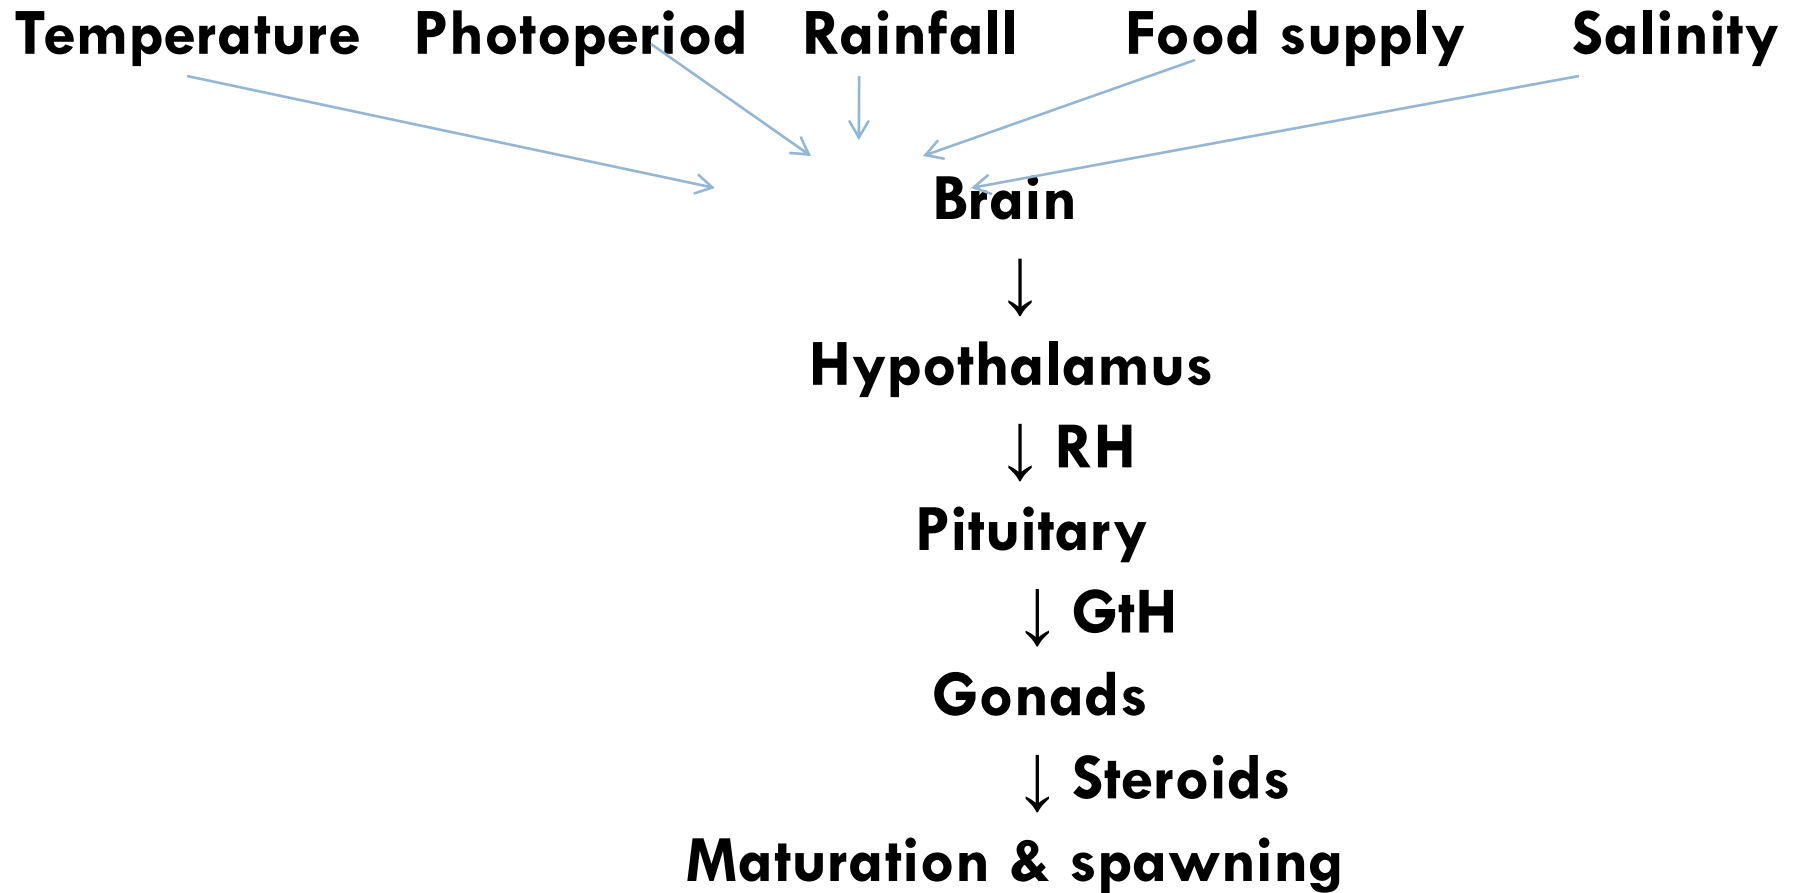 Temperature Photoperiod Rainfall Food supply Salinity
Brain
↓
Hypothalamus
↓ RH
Pituitary
↓ GtH
Gonads
↓ Steroids
Maturation & spawning